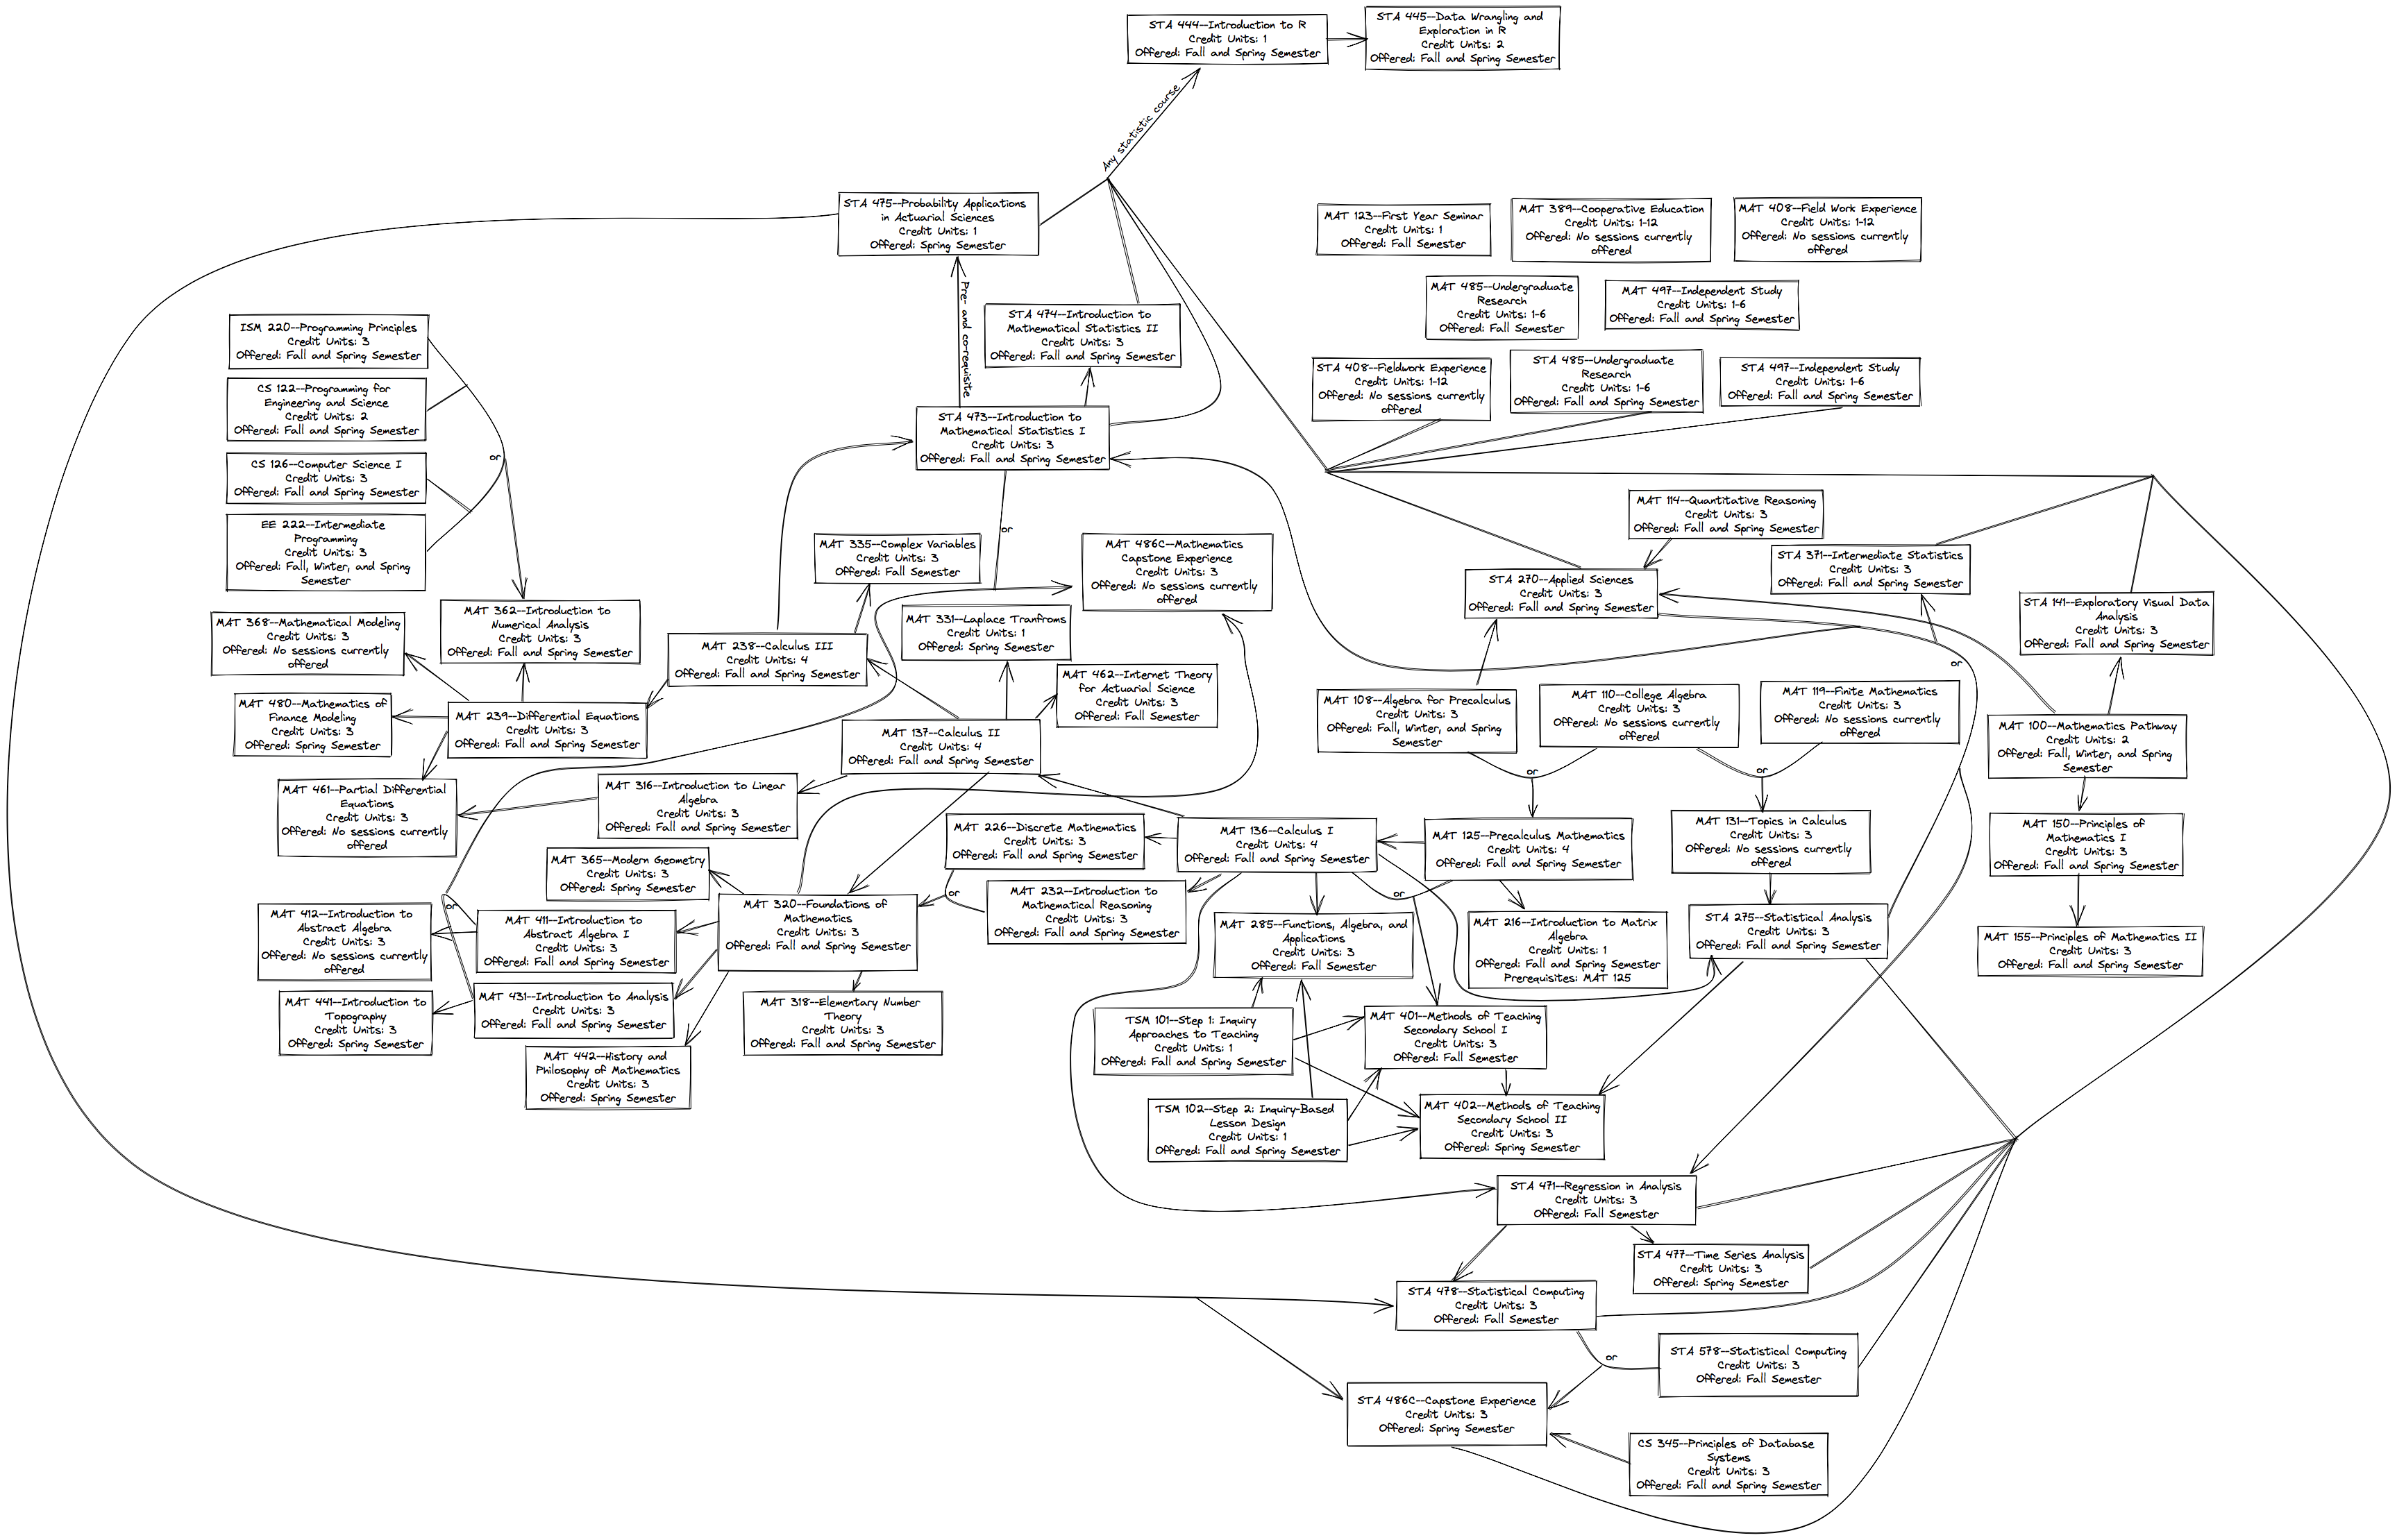 STA 444--Introduction to R
Credit Units: 1
Offered: Fall and Spring Semester
STA 445--Data Wrangling and
Exploration in R
Credit Units: 2
Offered: Fall and Spring Semester
Any statistic course
STA 475--Probability Applications
in Actuarial Sciences
Credit Units: 1
Offered: Spring Semester
MAT 123--First Year Seminar
Credit Units: 1
Offered: Fall Semester
MAT 389--Cooperative Education
Credit Units: 1-12
Offered: No sessions currently
offered
MAT 408--Field Work Experience
Credit Units: 1-12
Offered: No sessions currently
offered
MAT 485--Undergraduate
Research
Credit Units: 1-6
Offered: Fall Semester
MAT 497--Independent Study
Credit Units: 1-6
Offered: Fall and Spring Semester
Pre- and co-requisite
STA 474--Introduction to
Mathematical Statistics II
Credit Units: 3
Offered: Fall and Spring Semester
ISM 220--Programming Principles
Credit Units: 3
Offered: Fall and Spring Semester
CS 122--Programming for
Engineering and Science
Credit Units: 2
Offered: Fall and Spring Semester
STA 408--Fieldwork Experience
Credit Units: 1-12
Offered: No sessions currently
offered
STA 485--Undergraduate
Research
Credit Units: 1-6
Offered: Fall and Spring Semester
STA 497--Independent Study
Credit Units: 1-6
Offered: Fall and Spring Semester
STA 473--Introduction to
Mathematical Statistics I
Credit Units: 3
Offered: Fall and Spring Semester
or
CS 126--Computer Science I
Credit Units: 3
Offered: Fall and Spring Semester
EE 222--Intermediate
Programming
Credit Units: 3
Offered: Fall, Winter, and Spring
Semester
or
MAT 114--Quantitative Reasoning
Credit Units: 3
Offered: Fall and Spring Semester
MAT 335--Complex Variables
Credit Units: 3
Offered: Fall Semester
MAT 486C--Mathematics
Capstone Experience
Credit Units: 3
Offered: No sessions currently
offered
STA 371--Intermediate Statistics
Credit Units: 3
Offered: Fall and Spring Semester
STA 270--Applied Sciences
Credit Units: 3
Offered: Fall and Spring Semester
STA 141--Exploratory Visual Data
Analysis
Credit Units: 3
Offered: Fall and Spring Semester
MAT 362--Introduction to
Numerical Analysis
Credit Units: 3
Offered: Fall and Spring Semester
MAT 368--Mathematical Modeling
Credit Units: 3
Offered: No sessions currently
offered
MAT 331--Laplace Tranfroms
Credit Units: 1
Offered: Spring Semester
MAT 238--Calculus III
Credit Units: 4
Offered: Fall and Spring Semester
or
MAT 462--Internet Theory
for Actuarial Science
Credit Units: 3
Offered: Fall Semester
MAT 480--Mathematics of
Finance Modeling
Credit Units: 3
Offered: Spring Semester
MAT 239--Differential Equations
Credit Units: 3
Offered: Fall and Spring Semester
MAT 108--Algebra for Precalculus
Credit Units: 3
Offered: Fall, Winter, and Spring
Semester
MAT 110--College Algebra
Credit Units: 3
Offered: No sessions currently
offered
MAT 119--Finite Mathematics
Credit Units: 3
Offered: No sessions currently
offered
MAT 100--Mathematics Pathway
Credit Units: 2
Offered: Fall, Winter, and Spring
Semester
MAT 137--Calculus II
Credit Units: 4
Offered: Fall and Spring Semester
or
or
MAT 461--Partial Differential
Equations
Credit Units: 3
Offered: No sessions currently
offered
MAT 316--Introduction to Linear
Algebra
Credit Units: 3
Offered: Fall and Spring Semester
MAT 226--Discrete Mathematics
Credit Units: 3
Offered: Fall and Spring Semester
MAT 136--Calculus I
Credit Units: 4
Offered: Fall and Spring Semester
MAT 125--Precalculus Mathematics
Credit Units: 4
Offered: Fall and Spring Semester
MAT 131--Topics in Calculus
Credit Units: 3
Offered: No sessions currently
offered
MAT 150--Principles of
Mathematics I
Credit Units: 3
Offered: Fall and Spring Semester
MAT 365--Modern Geometry
Credit Units: 3
Offered: Spring Semester
or
MAT 232--Introduction to
Mathematical Reasoning
Credit Units: 3
Offered: Fall and Spring Semester
or
or
MAT 320--Foundations of
Mathematics
Credit Units: 3
Offered: Fall and Spring Semester
MAT 412--Introduction to
Abstract Algebra
Credit Units: 3
Offered: No sessions currently
offered
MAT 411--Introduction to
Abstract Algebra I
Credit Units: 3
Offered: Fall and Spring Semester
MAT 285--Functions, Algebra, and
Applications
Credit Units: 3
Offered: Fall Semester
MAT 216--Introduction to Matrix
Algebra
Credit Units: 1
Offered: Fall and Spring Semester
Prerequisites: MAT 125
STA 275--Statistical Analysis
Credit Units: 3
Offered: Fall and Spring Semester
MAT 155--Principles of Mathematics II
Credit Units: 3
Offered: Fall and Spring Semester
MAT 441--Introduction to
Topography
Credit Units: 3
Offered: Spring Semester
MAT 431--Introduction to Analysis
Credit Units: 3
Offered: Fall and Spring Semester
MAT 318--Elementary Number
Theory
Credit Units: 3
Offered: Fall and Spring Semester
TSM 101--Step 1: Inquiry
Approaches to Teaching
Credit Units: 1
Offered: Fall and Spring Semester
MAT 401--Methods of Teaching
Secondary School I
Credit Units: 3
Offered: Fall Semester
MAT 442--History and
Philosophy of Mathematics
Credit Units: 3
Offered: Spring Semester
TSM 102--Step 2: Inquiry-Based
Lesson Design
Credit Units: 1
Offered: Fall and Spring Semester
MAT 402--Methods of Teaching
Secondary School II
Credit Units: 3
Offered: Spring Semester
STA 471--Regression in Analysis
Credit Units: 3
Offered: Fall Semester
STA 477--Time Series Analysis
Credit Units: 3
Offered: Spring Semester
STA 478--Statistical Computing
Credit Units: 3
Offered: Fall Semester
or
STA 578--Statistical Computing
Credit Units: 3
Offered: Fall Semester
STA 486C--Capstone Experience
Credit Units: 3
Offered: Spring Semester
CS 345--Principles of Database
Systems
Credit Units: 3
Offered: Fall and Spring Semester